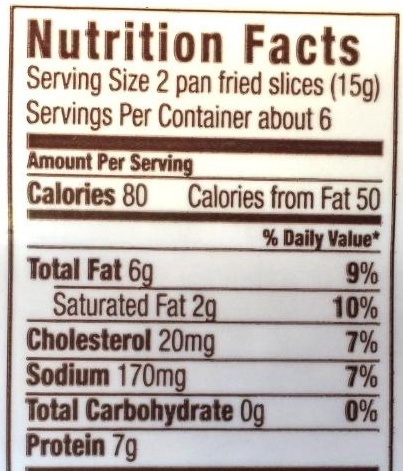 Nutrition Facts
Serving Size 2 pan fried slices (15g)
Servings Per Container about 6
Amount Per Serving
Calories 80 Calories from Fat 50
% Daily Value*
Total Fat 6g 9%
Saturated Fat 2g 10%
Cholesterol 20mg 7%
Sodium 170mg 7%
Total Carbohydrate 0g 0%
Protein 7g